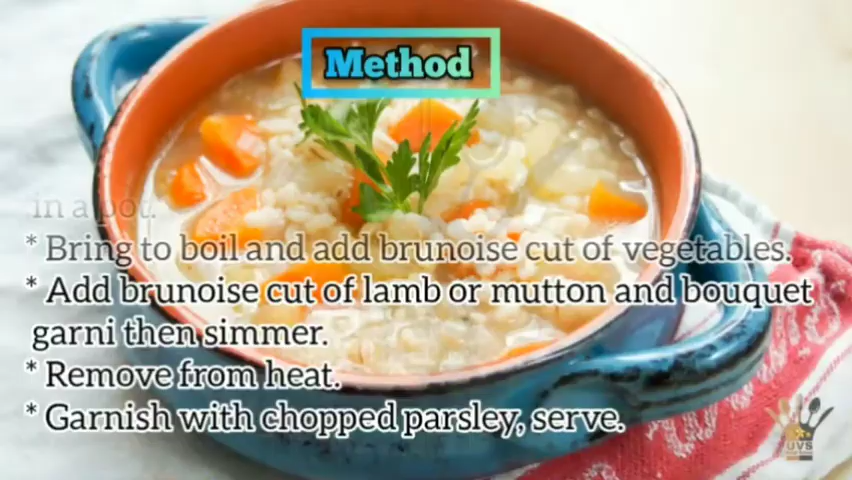 Method
in a pot.
* Bring to boil and add brunoise cut of vegetables.
* Add brunoise cut of lamb or mutton and bouquet
garni then simmer.
* Remove from heat.
* Garnish with chopped parsley, serve.
UVS